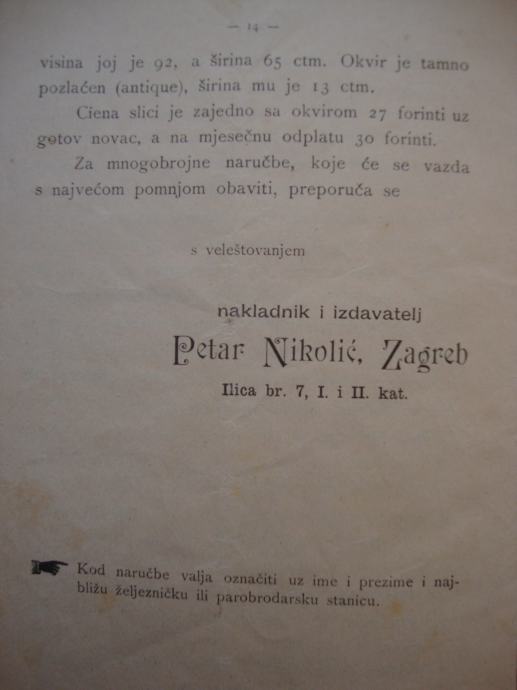 — 14 —
visina joj je 92, a širina 65 ctm. Okvir je tamno
pozlaćen (antique), širina mu je 13 ctm.
Ciena slici je zajedno sa okvirom 27 forinti uz
gotov novac, a na mjesečnu odplatu 30 forinti.
Za mnogobrojne naručbe, koje će se vazda
s najvećom pomnjom obaviti, preporuča se
s veleštovanjem
nakladnik i izdavatelj
Petar Nikolić, Zagreb
Ilica br. 7, I. i II. kat.
Kod naručbe valja označiti uz ime i prezime i naj-
bližu željezničku ili parobrodarsku stanicu.